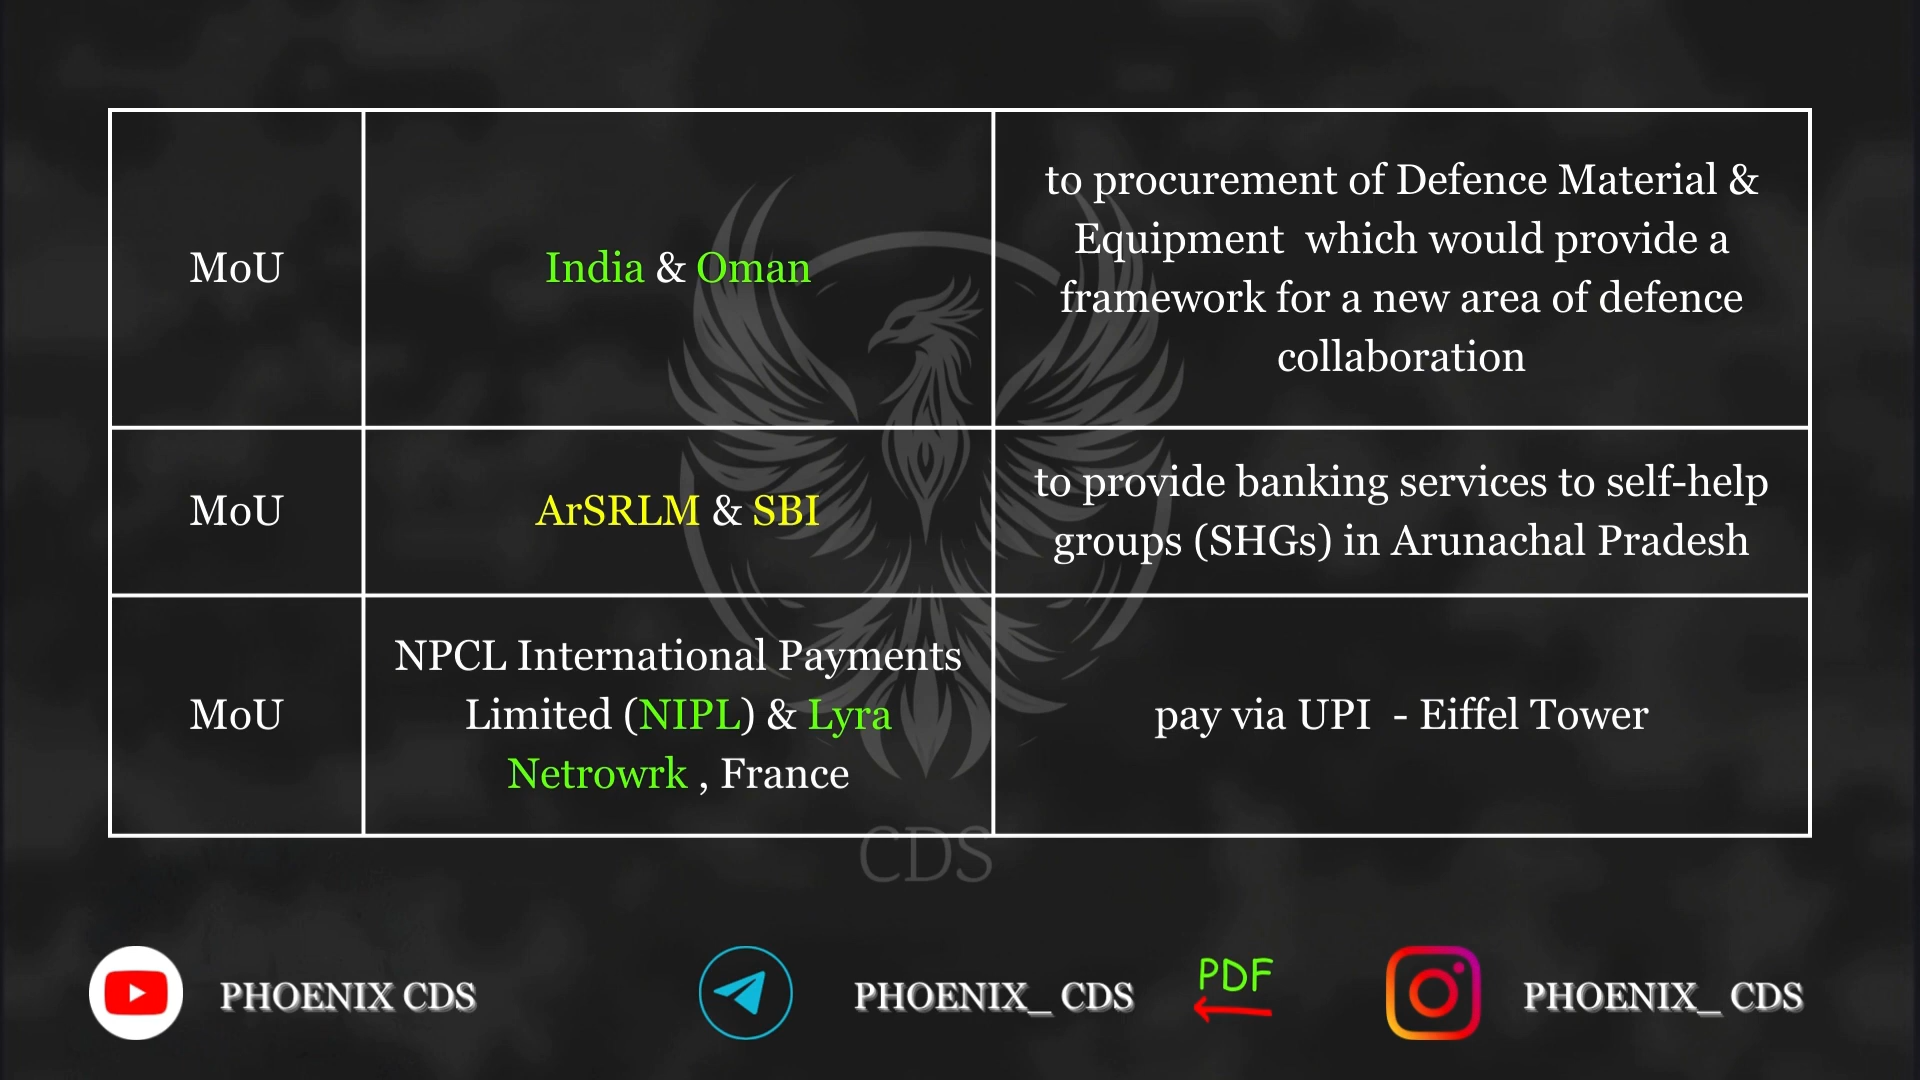 MoU
India & Oman
to procurement of Defence Material &
Equipment which would provide a
framework for a new area of defence
collaboration
MoU
ArSRLM & SBI
to provide banking services to self-help
groups (SHGs) in Arunachal Pradesh
MoU
NPCL International Payments
Limited (NIPL) & Lyra
Netrowrk , France
pay via UPI - Eiffel Tower
CDS
PHOENIX CDS
PHOENIX_ CDS
PDF
PHOENIX_ CDS